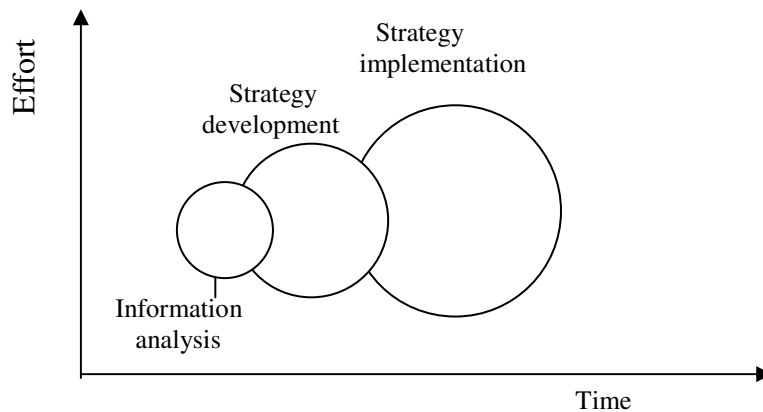 Strategy
implementation
Effort
Strategy
development
Information
analysis
Time